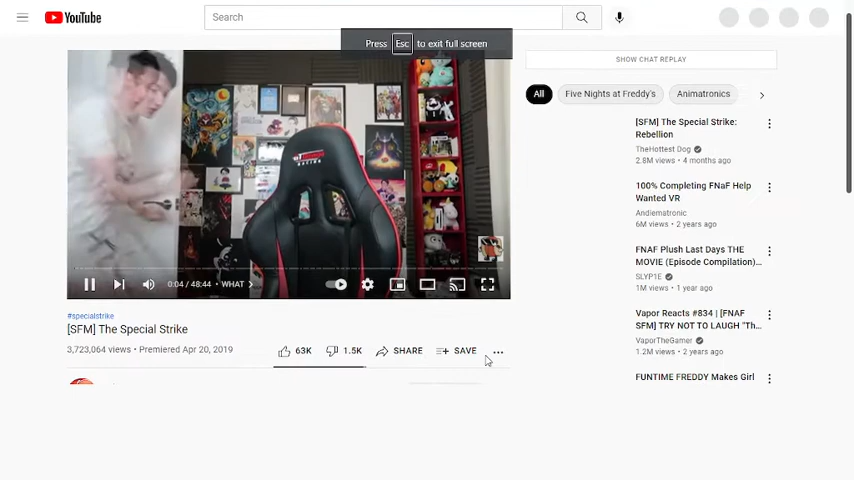 YouTube
Search
Press Esc to exit full screen
SHOW CHAT REPLAY
All
Five Nights at Freddy's
Animatronics
[SFM] The Special Strike:
Rebellion
TheHottest Dog
2.8M views • 4 months ago
100% Completing FNaF Help
Wanted VR
Andiematronic
6M views • 2 years ago
FNAF Plush Last Days THE
MOVIE (Episode Compilation)...
SLYP1E
1M views • 1 year ago
Vapor Reacts #834 | [FNAF
SFM] TRY NOT TO LAUGH "Th...
VaporTheGamer
1.2M views • 2 years ago
FUNTIME FREDDY Makes Girl
RACING
0:04 / 48:44 • WHAT
#specialstrike
[SFM] The Special Strike
3,723,064 views • Premiered Apr 20, 2019
63K
1.5K
SHARE
SAVE